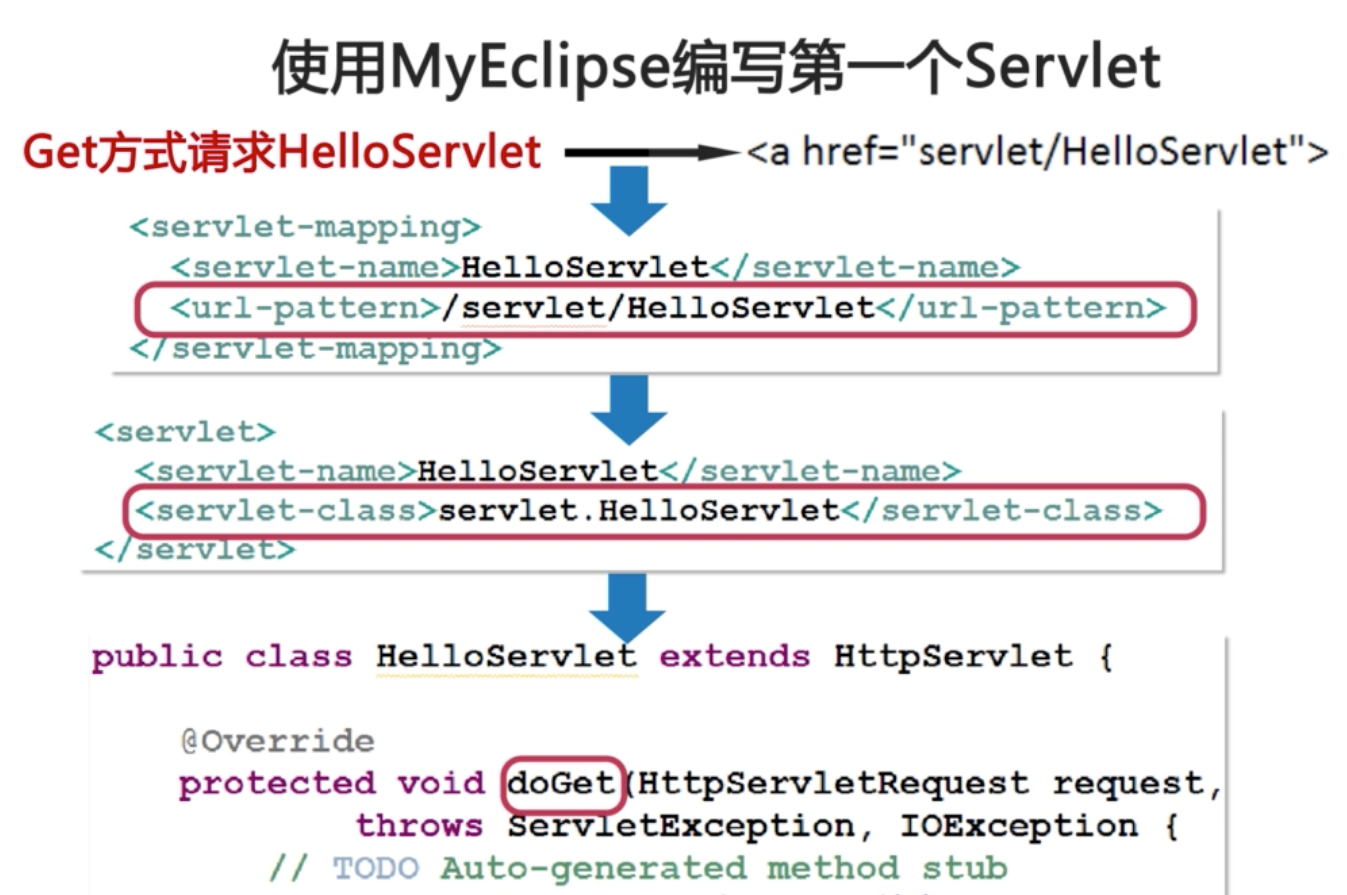 使用MyEclipse编写第一个Servlet
Get方式请求HelloServlet
<a href="servlet/HelloServlet">
<servlet-mapping>
<servlet-name>HelloServlet</servlet-name>
<url-pattern>/servlet/HelloServlet</url-pattern>
</servlet-mapping>
<servlet>
<servlet-name>HelloServlet</servlet-name>
<servlet-class>servlet.HelloServlet</servlet-class>
</servlet>
public class HelloServlet extends HttpServlet {
@Override
protected void doGet(HttpServletRequest request,
throws ServletException, IOException {
// TODO Auto-generated method stub